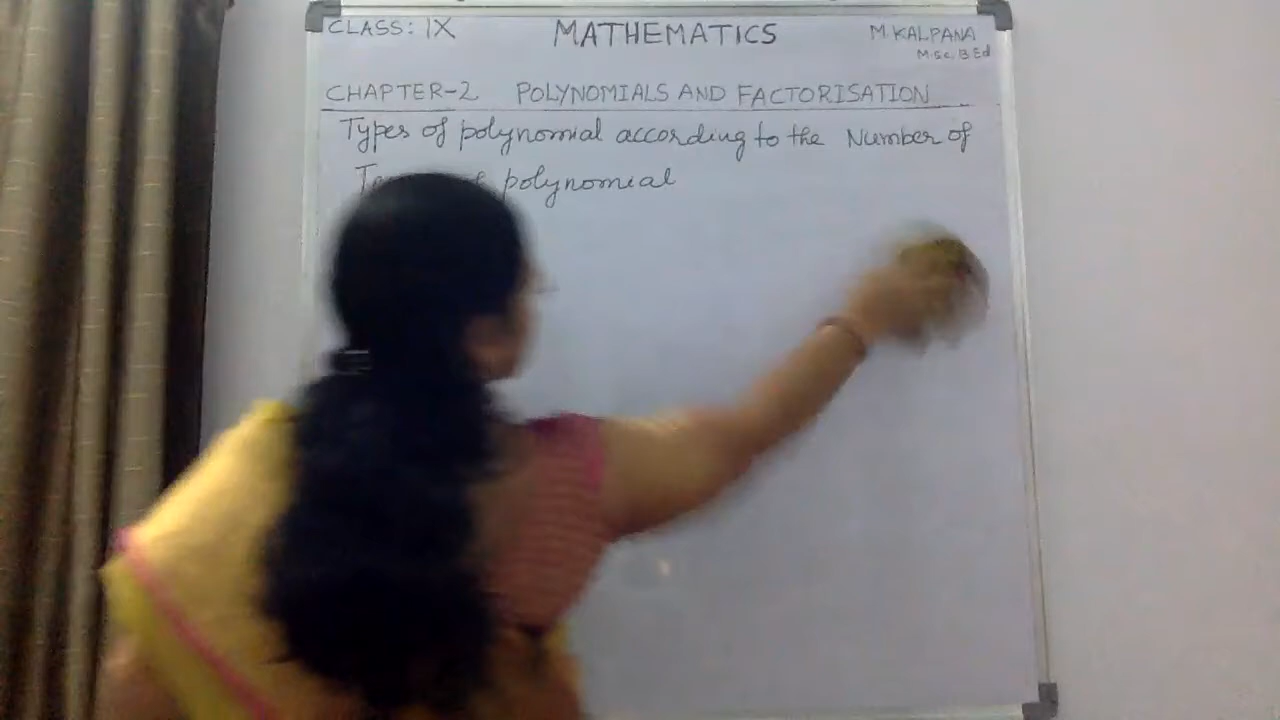 CLASS: IX MATHEMATICS M. KALPANA
M.Sc, B.Ed
CHAPTER-2 POLYNOMIALS AND FACTORISATION
Types of polynomial according to the Number of
polynomial